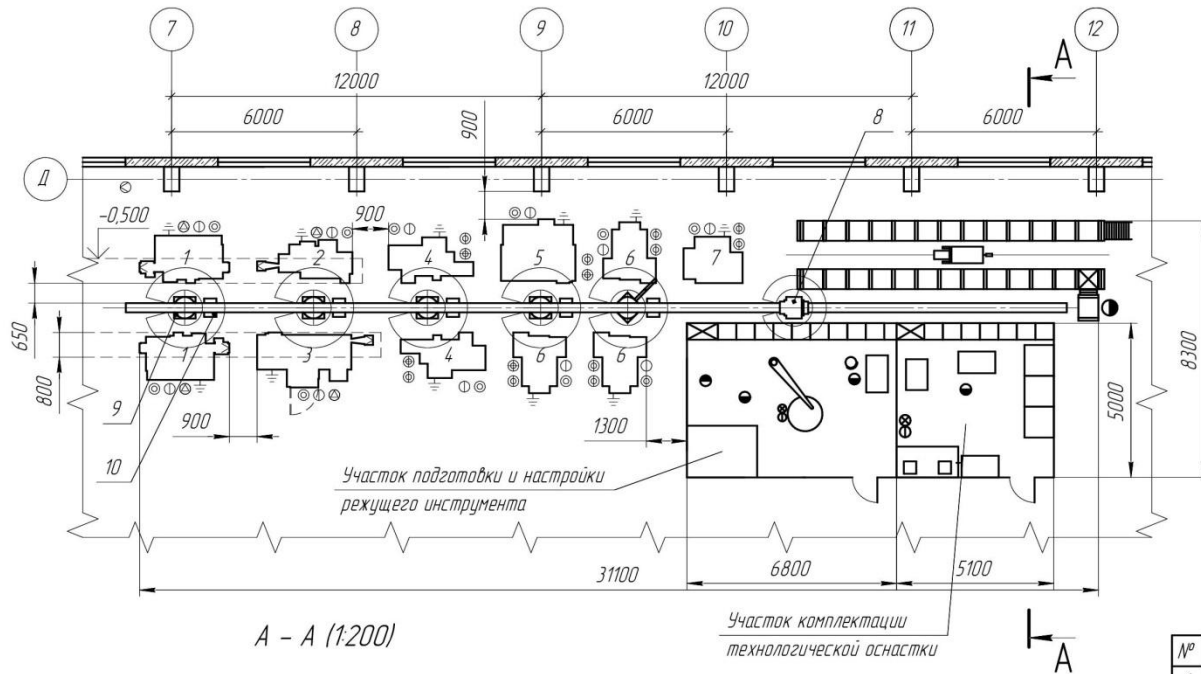 7 8 9 10 11 12
А
12000 12000
6000 900 6000 8 6000
Д
-0,500 900
1 2 4 5 6 7
650
800
1 3 4 6 6
8300
5000
9 900 1300
10
Участок подготовки и настройки
режущего инструмента
31100 6800 5100
А - А (1:200)
Участок комплектации
технологической оснастки
А
№